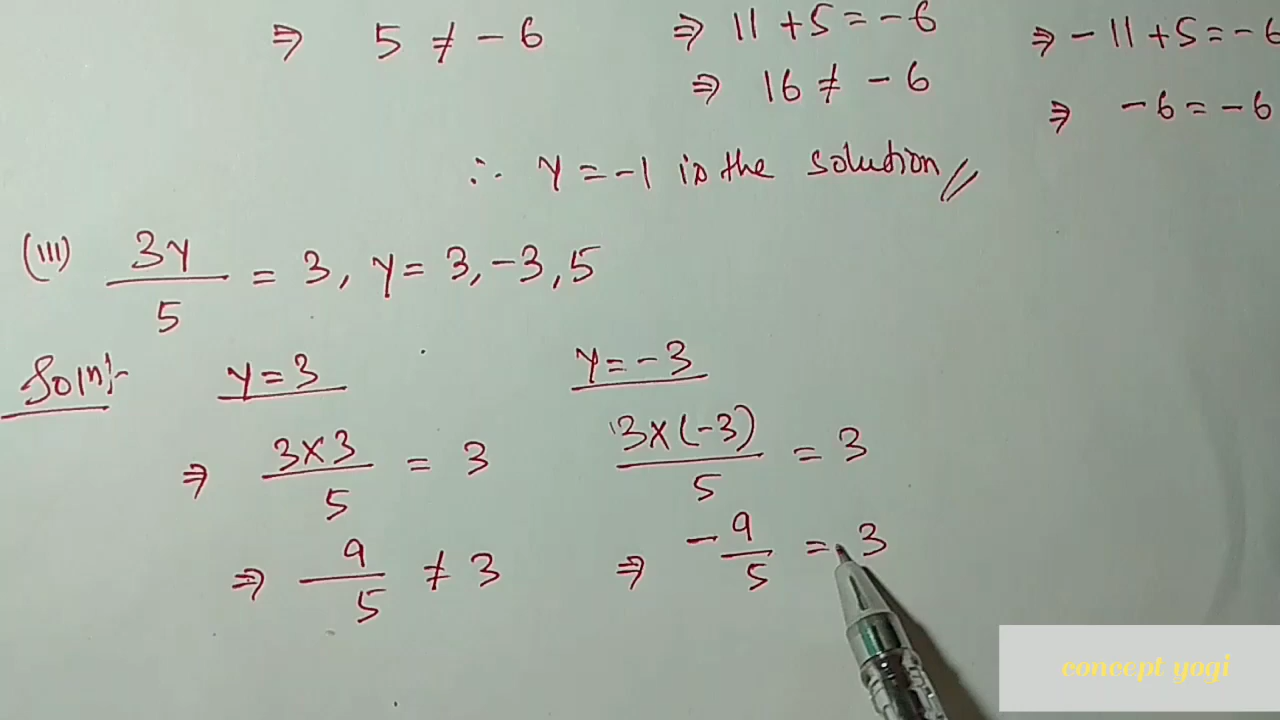 ⇒ 5 ≠ -6 ⇒ 11 + 5 = -6 ⇒ -11 + 5 = -6
⇒ 16 ≠ -6 ⇒ -6 = -6
∴ Y = -1 is the solution //
(III) 3Y/5 = 3, Y = 3, -3, 5
Soln:- Y = 3 Y = -3
⇒ 3×3/5 = 3 3×(-3)/5 = 3
⇒ 9/5 ≠ 3 ⇒ -9/5 = 3
concept yogi